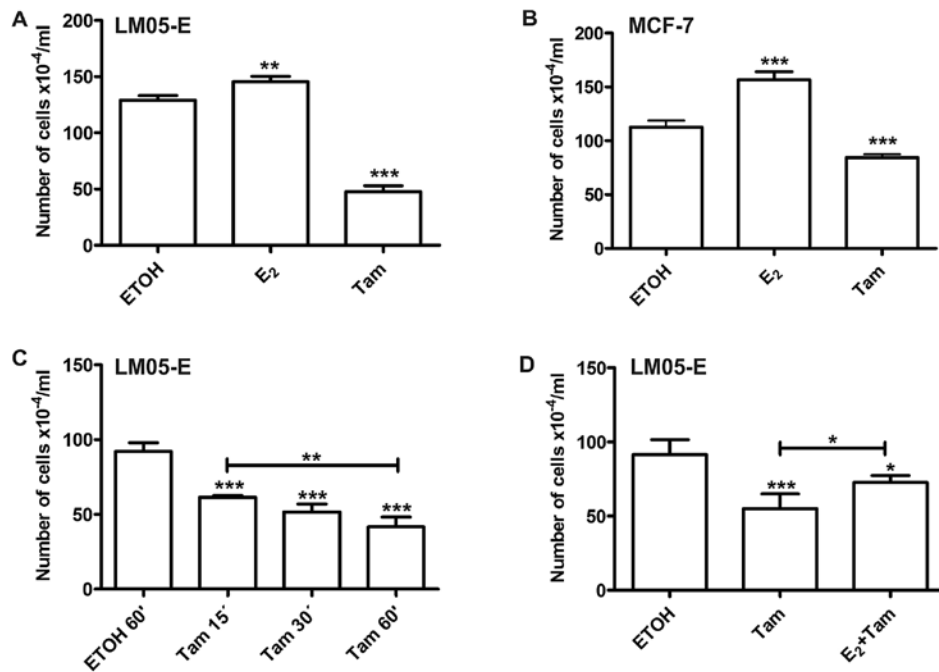 A
LM05-E
Number of cells x10⁻⁴/ml
200
150
100
50
0
**
***
ETOH
E₂
Tam
B
MCF-7
Number of cells x10⁻⁴/ml
200
150
100
50
0
***
***
ETOH
E₂
Tam
C
LM05-E
Number of cells x10⁻⁴/ml
150
100
50
0
**
***
***
***
ETOH 60'
Tam 15´
Tam 30´
Tam 60'
D
LM05-E
Number of cells x10⁻⁴/ml
150
100
50
0
*
***
*
ETOH
Tam
E₂+Tam